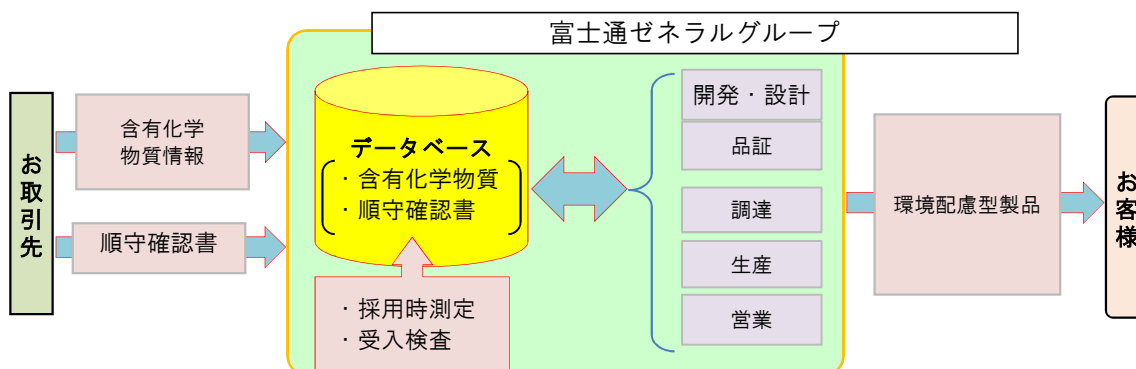 富士通ゼネラルグループ
お取引先
含有化学
物質情報
順守確認書
データベース
・含有化学物質
・順守確認書
・採用時測定
・受入検査
開発・設計
品証
調達
生産
営業
環境配慮型製品
お客様